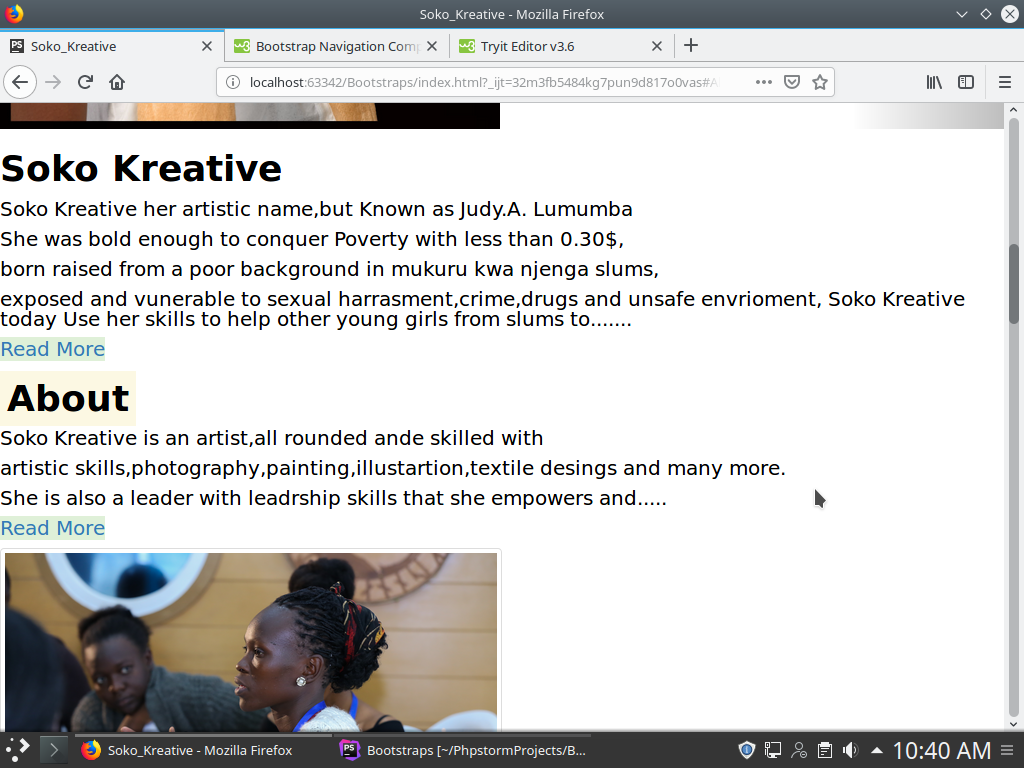 Soko_Kreative - Mozilla Firefox
Soko_Kreative
Bootstrap Navigation Comp
Tryit Editor v3.6
localhost:63342/Bootstraps/index.html?_ijt=32m3fb5484kg7pun9d817o0vas#A
Soko Kreative
Soko Kreative her artistic name,but Known as Judy.A. Lumumba
She was bold enough to conquer Poverty with less than 0.30$,
born raised from a poor background in mukuru kwa njenga slums,
exposed and vunerable to sexual harrasment,crime,drugs and unsafe envrioment, Soko Kreative
today Use her skills to help other young girls from slums to.......
Read More
About
Soko Kreative is an artist,all rounded ande skilled with
artistic skills,photography,painting,illustartion,textile desings and many more.
She is also a leader with leadrship skills that she empowers and.....
Read More
Soko_Kreative - Mozilla Firefox
Bootstraps [~/PhpstormProjects/B...
10:40 AM